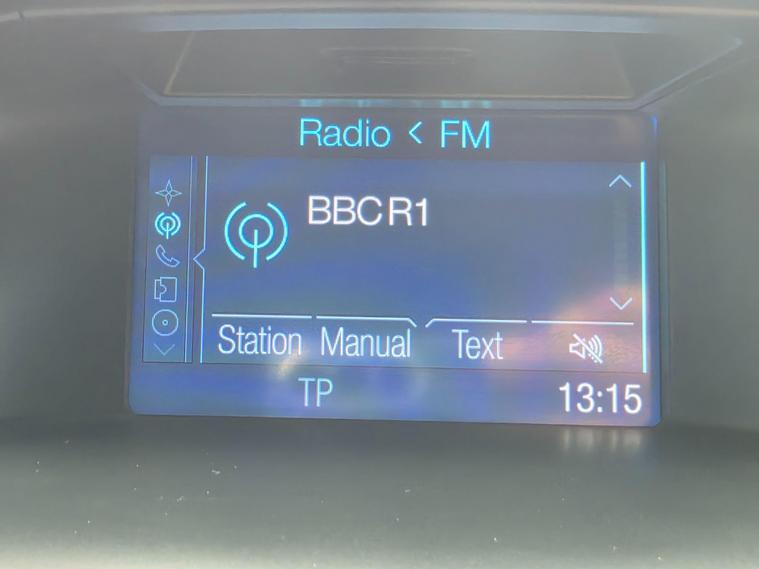 Radio < FM
BBC R1
Station Manual Text
TP 13:15